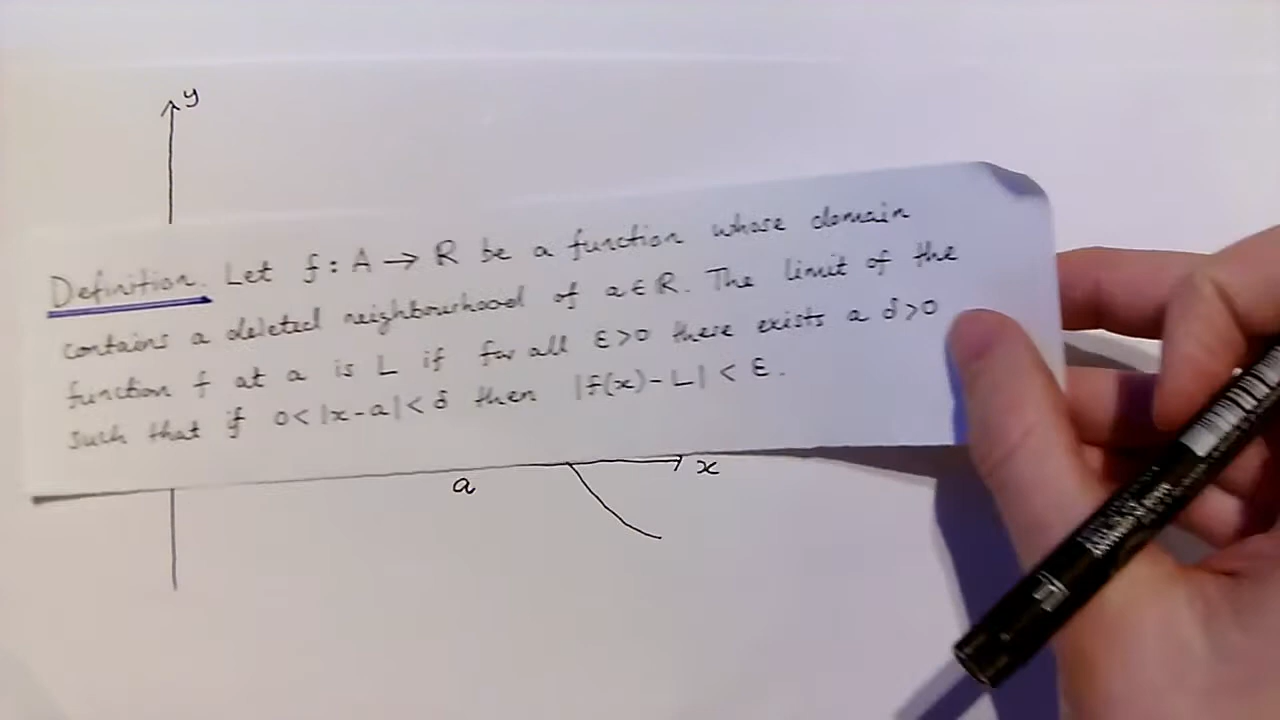 y
Definition. Let f : A → R be a function whose domain
contains a deleted neighbourhood of a ∈ R. The limit of the
function f at a is L if for all ε > 0 there exists a δ > 0
such that if 0 < |x - a| < δ then |f(x) - L| < ε.
a
x